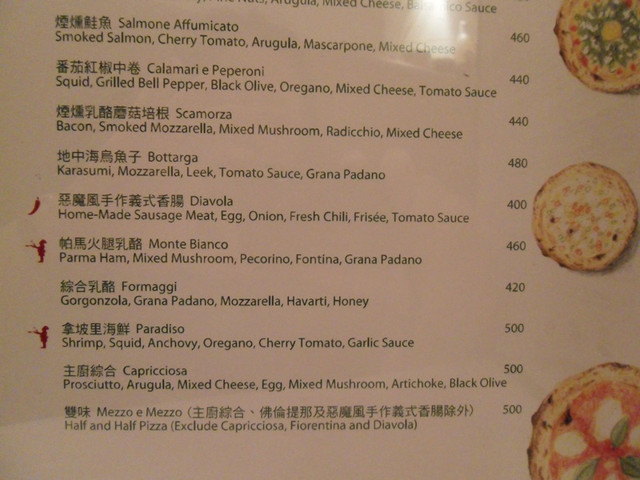 Nuts, Arugula, Mixed Cheese, Balsamico Sauce
煙燻鮭魚 Salmone Affumicato
Smoked Salmon, Cherry Tomato, Arugula, Mascarpone, Mixed Cheese 460
番茄紅椒中卷 Calamari e Peperoni
Squid, Grilled Bell Pepper, Black Olive, Oregano, Mixed Cheese, Tomato Sauce 440
煙燻乳酪蘑菇培根 Scamorza
Bacon, Smoked Mozzarella, Mixed Mushroom, Radicchio, Mixed Cheese 440
地中海烏魚子 Bottarga
Karasumi, Mozzarella, Leek, Tomato Sauce, Grana Padano 480
惡魔風手作義式香腸 Diavola
Home-Made Sausage Meat, Egg, Onion, Fresh Chili, Frisée, Tomato Sauce 400
帕馬火腿乳酪 Monte Bianco
Parma Ham, Mixed Mushroom, Pecorino, Fontina, Grana Padano 460
綜合乳酪 Formaggi
Gorgonzola, Grana Padano, Mozzarella, Havarti, Honey 420
拿坡里海鮮 Paradiso
Shrimp, Squid, Anchovy, Oregano, Cherry Tomato, Garlic Sauce 500
主廚綜合 Capricciosa
Prosciutto, Arugula, Mixed Cheese, Egg, Mixed Mushroom, Artichoke, Black Olive 500
雙味 Mezzo e Mezzo (主廚綜合、佛倫提那及惡魔風手作義式香腸除外) 500
Half and Half Pizza (Exclude Capricciosa, Fiorentina and Diavola)